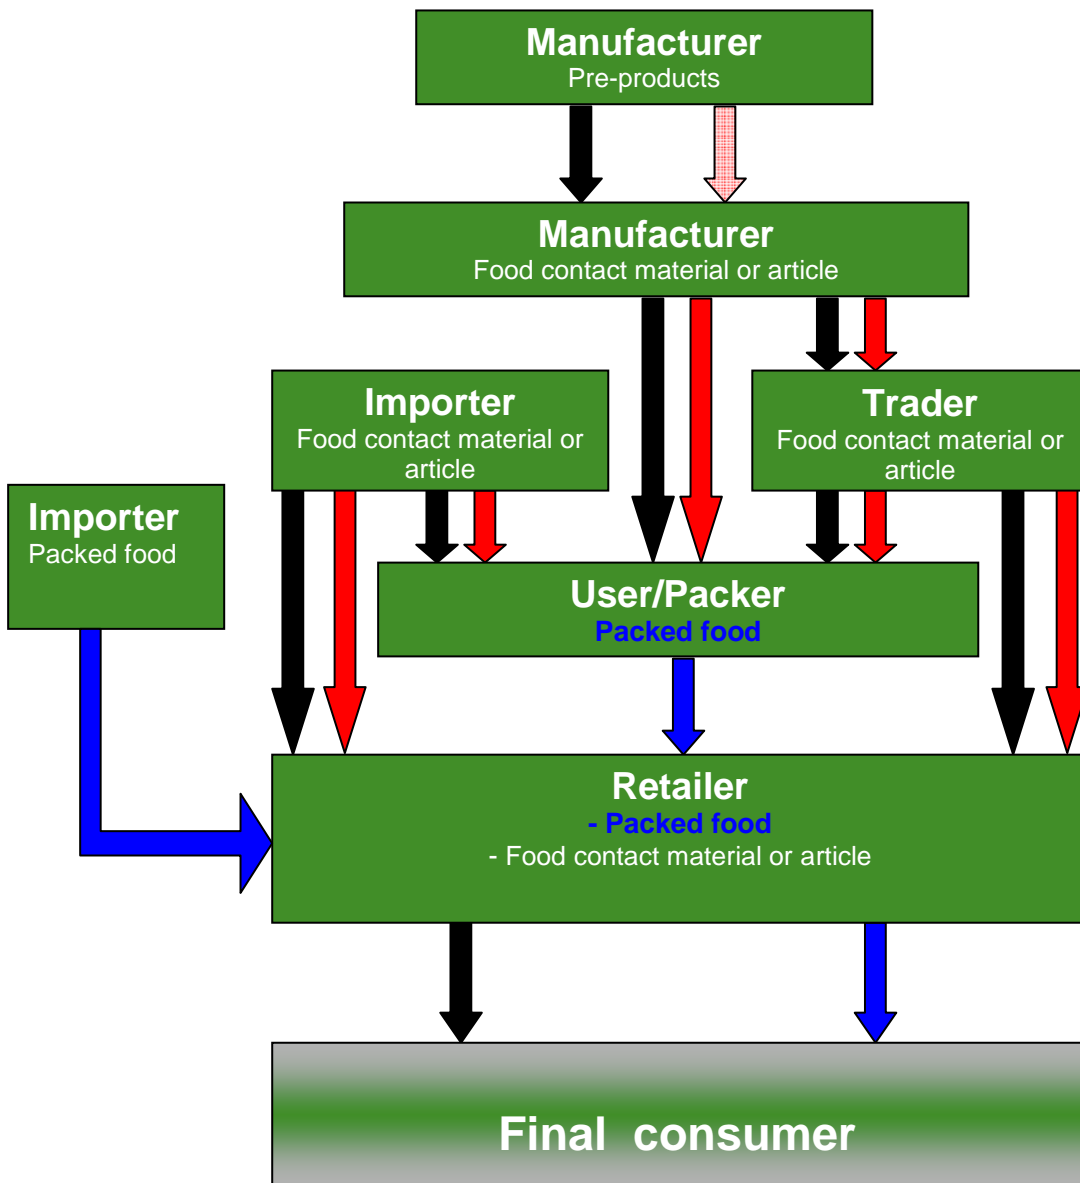 Manufacturer
Pre-products
Manufacturer
Food contact material or article
Importer
Food contact material or
article
Trader
Food contact material or
article
Importer
Packed food
User/Packer
Packed food
Retailer
- Packed food
- Food contact material or article
Final consumer